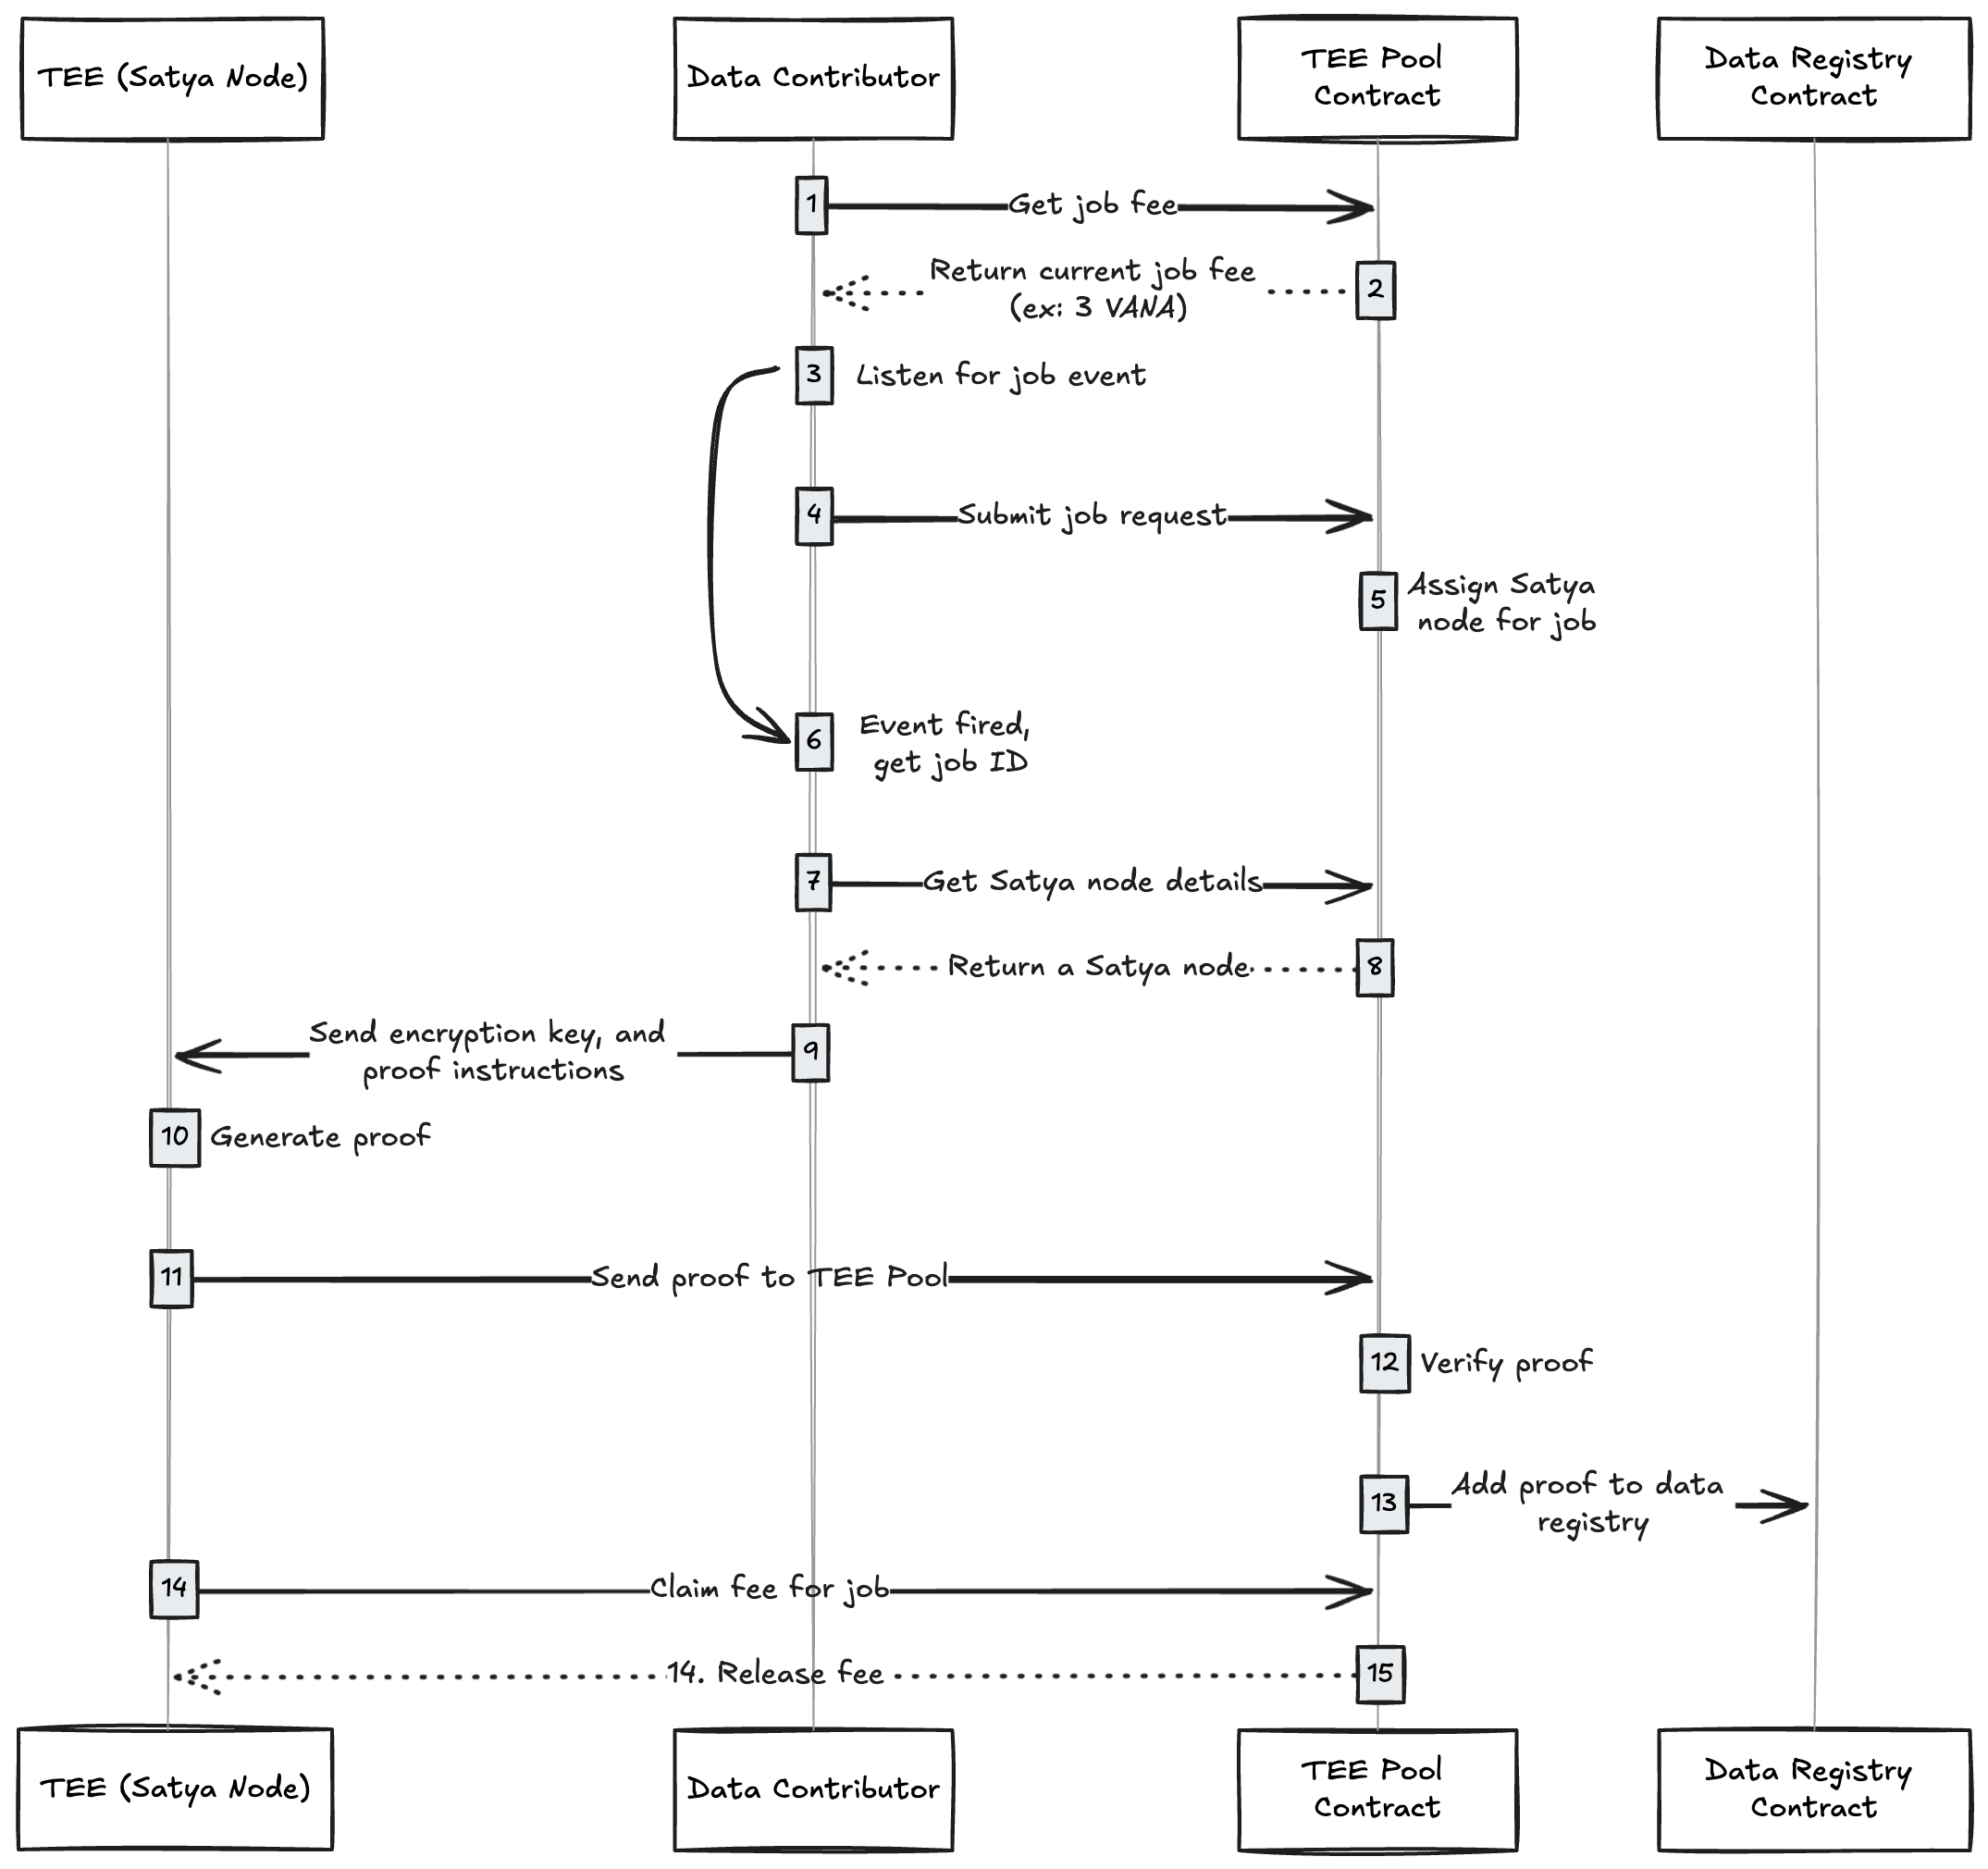 TEE (Satya Node)
Data Contributor
TEE Pool
Contract
Data Registry
Contract
1
Get job fee
Return current job fee
(ex: 3 VANA)
2
3
Listen for job event
4
Submit job request
5
Assign Satya
node for job
6
Event fired,
get job ID
7
Get Satya node details
Return a Satya node
8
Send encryption key, and
proof instructions
9
10
Generate proof
11
Send proof to TEE Pool
12
Verify proof
13
Add proof to data
registry
14
Claim fee for job
14. Release fee
15
TEE (Satya Node)
Data Contributor
TEE Pool
Contract
Data Registry
Contract